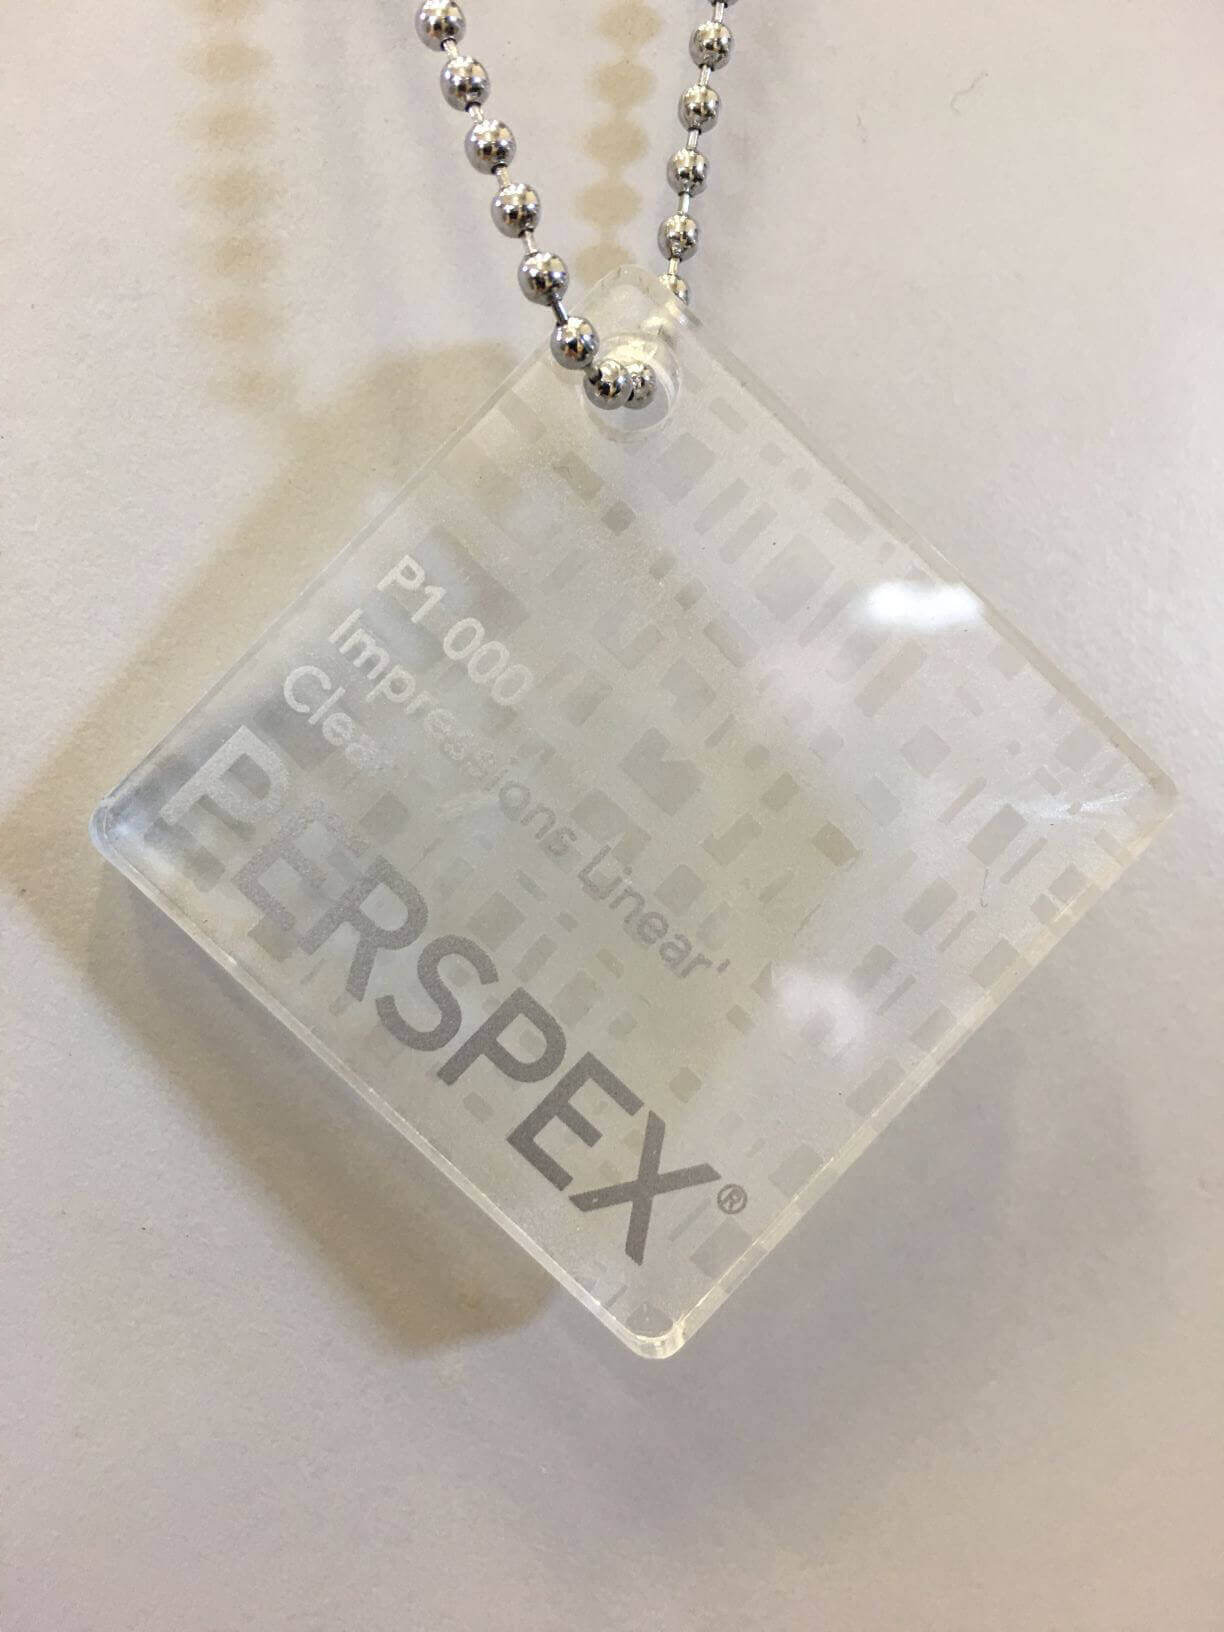 P1 000
Impressions Linear
Clear
PERSPEX®